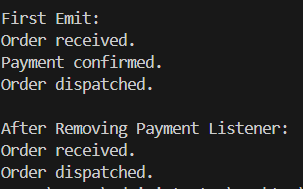 First Emit:
Order received.
Payment confirmed.
Order dispatched.
After Removing Payment Listener:
Order received.
Order dispatched.